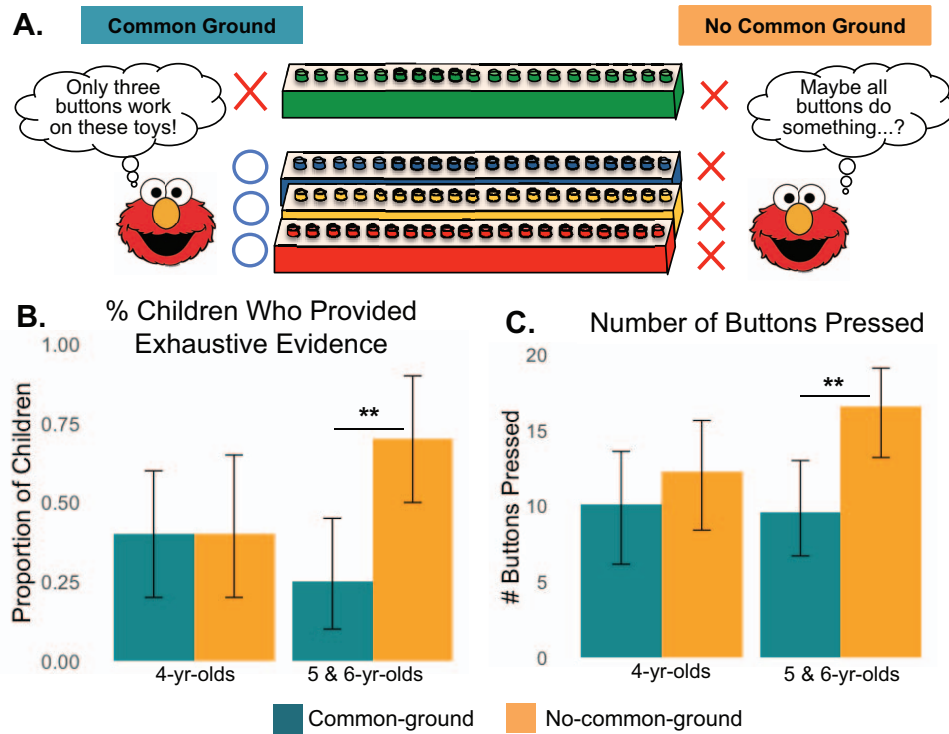 A.
Common Ground
No Common Ground
Only three
buttons work
on these toys!
Maybe all
buttons do
something...?
B.
% Children Who Provided
Exhaustive Evidence
Proportion of Children
1.00
0.75
0.50
0.25
0.00
**
4-yr-olds
5 & 6-yr-olds
C.
Number of Buttons Pressed
# Buttons Pressed
20
15
10
5
0
**
4-yr-olds
5 & 6-yr-olds
Common-ground
No-common-ground